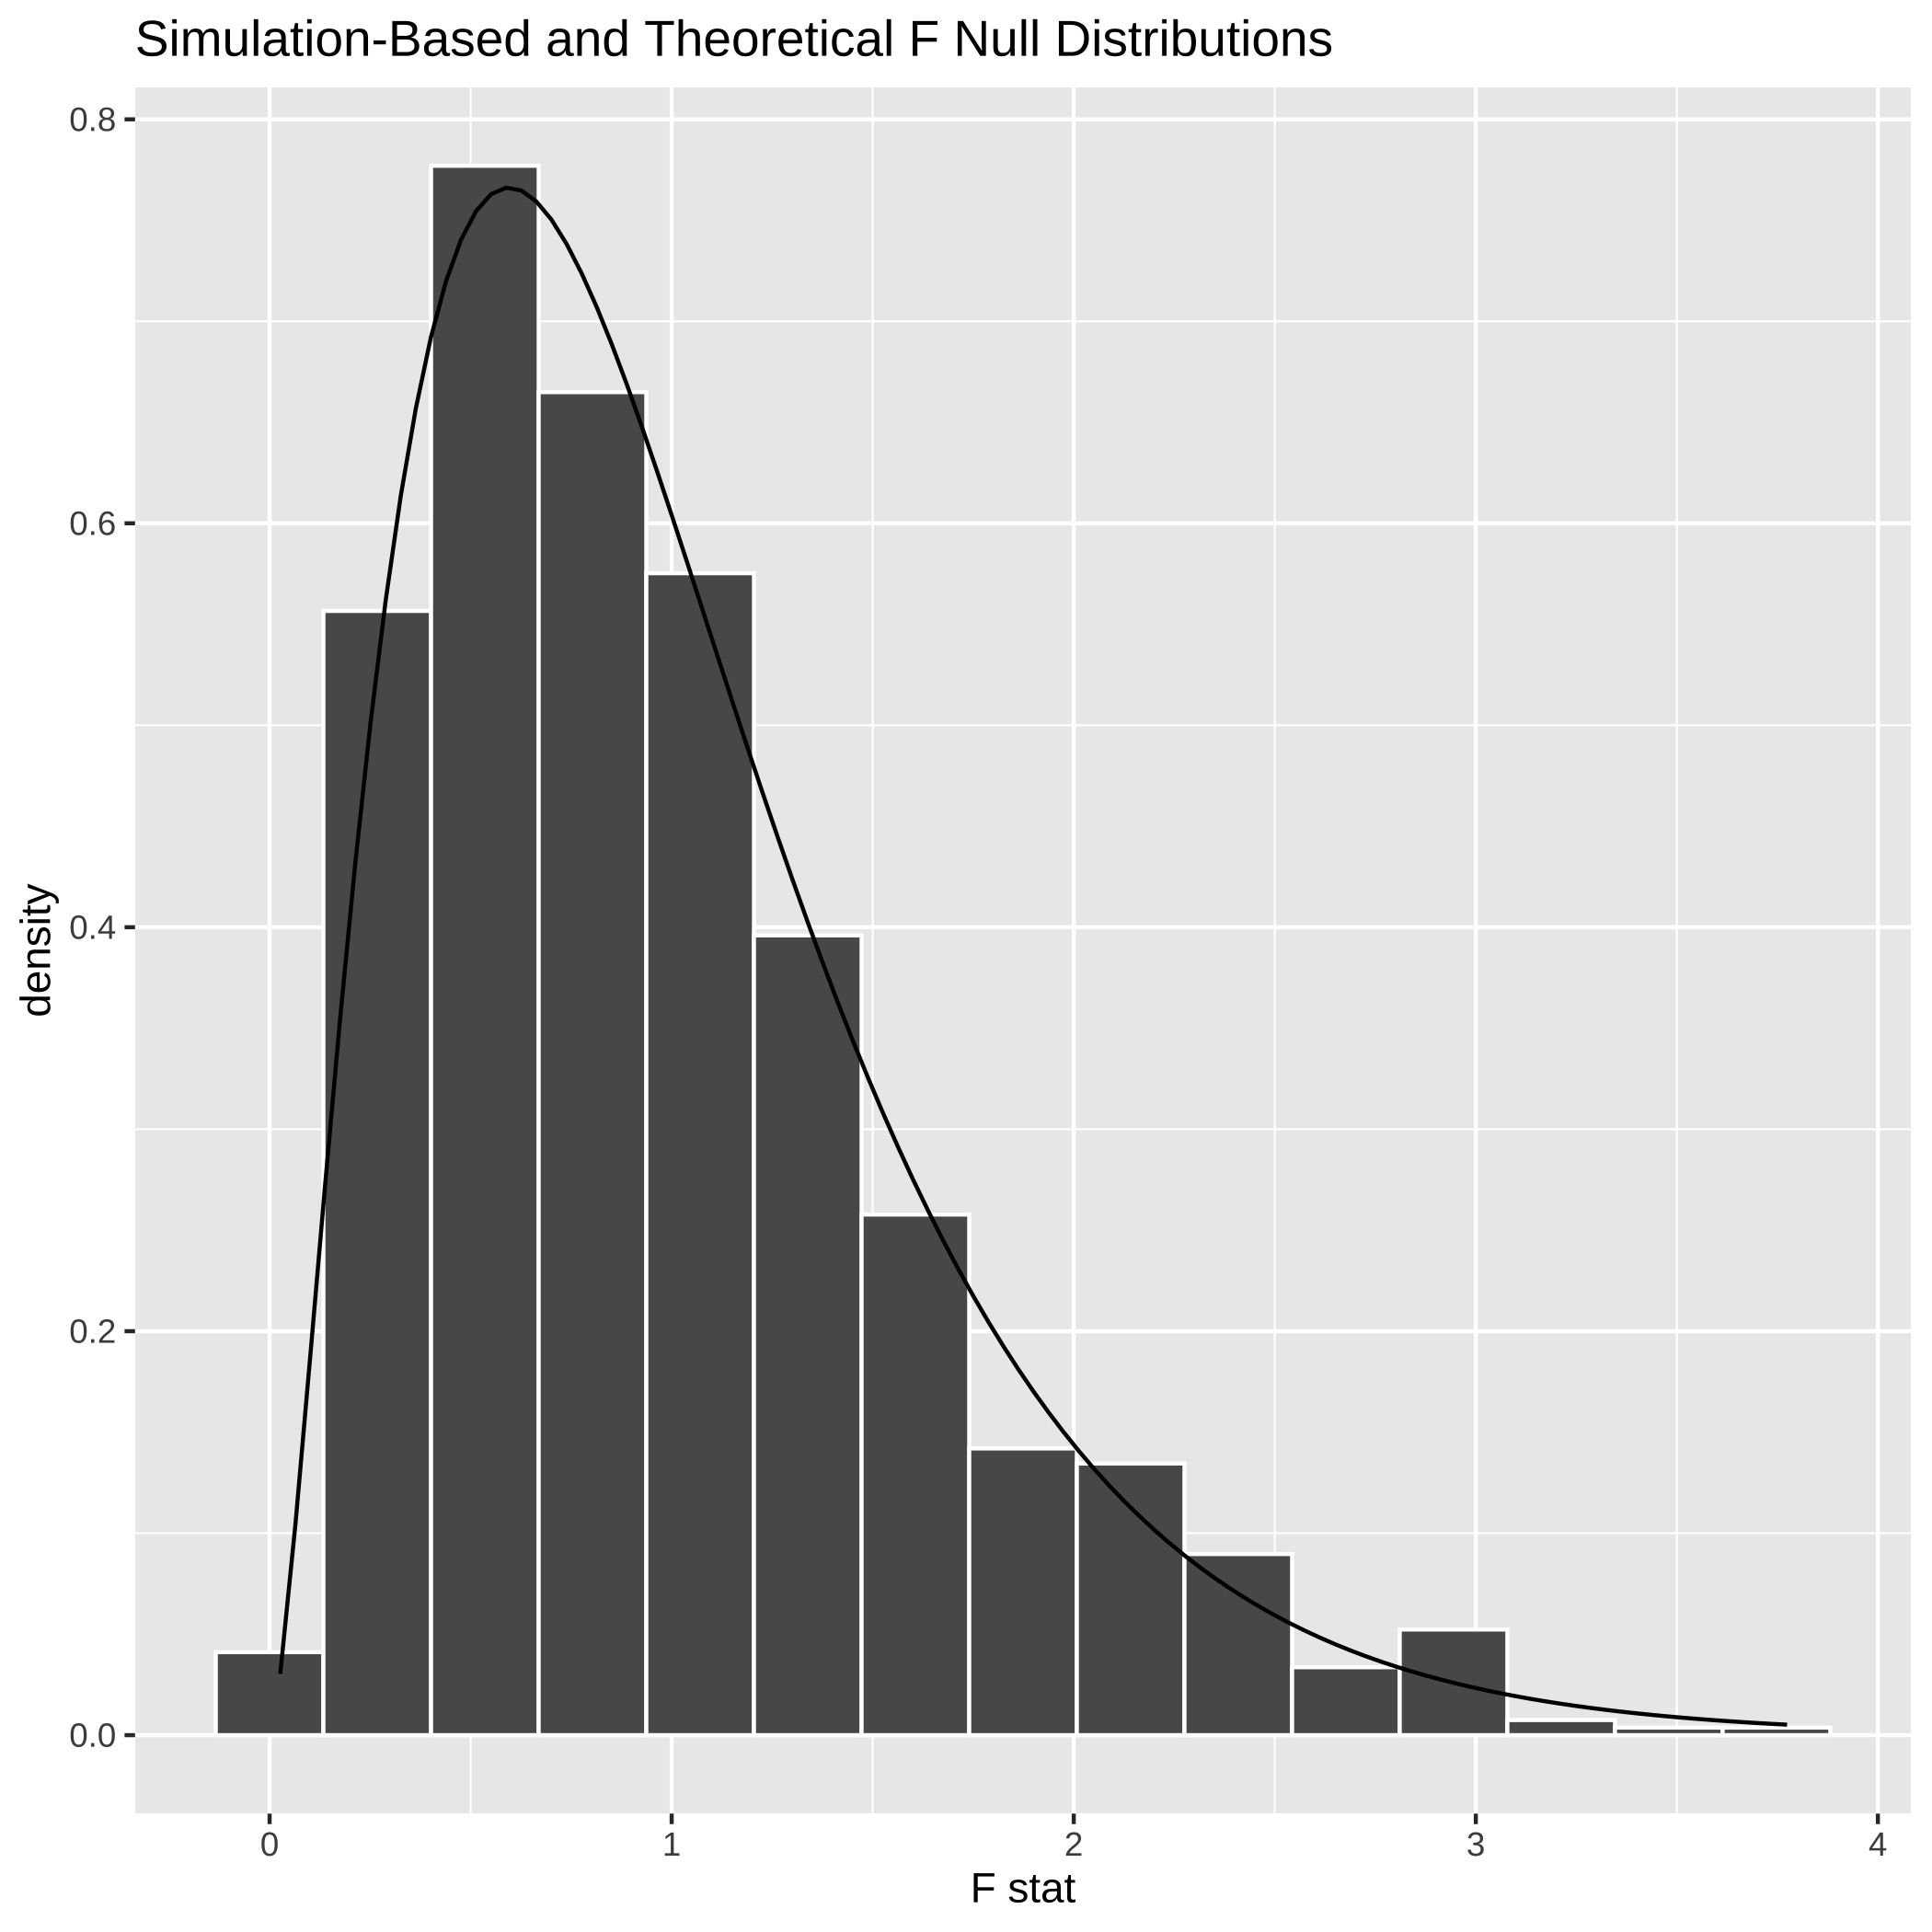 Simulation-Based and Theoretical F Null Distributions
0.8
0.6
0.4
0.2
0.0
density
0 1 2 3 4
F stat